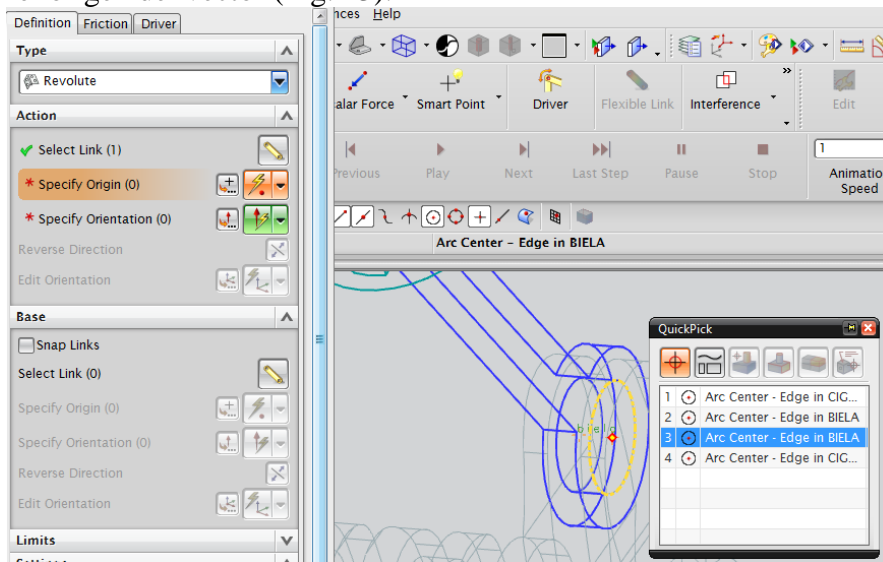 Definition Friction Driver
Type
Revolute
Action
Select Link (1)
* Specify Origin (0)
* Specify Orientation (0)
Reverse Direction
Edit Orientation
Base
Snap Links
Select Link (0)
Specify Origin (0)
Specify Orientation (0)
Reverse Direction
Edit Orientation
Limits
nces Help
alar Force Smart Point Driver Flexible Link Interference » Edit
Previous Play Next Last Step Pause Stop
1
Animatio
Speed
Arc Center - Edge in BIELA
biela
QuickPick
1 Arc Center - Edge in CIG...
2 Arc Center - Edge in BIELA
3 Arc Center - Edge in BIELA
4 Arc Center - Edge in CIG...